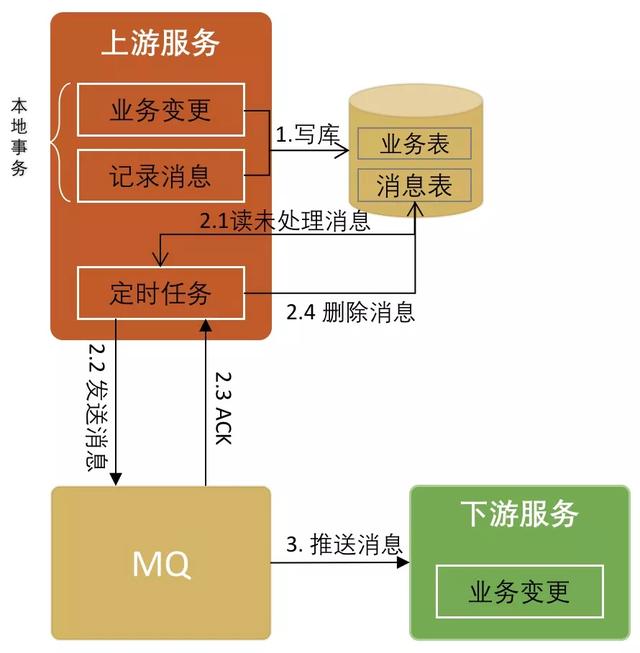 上游服务
本地事务
业务变更
记录消息
1.写库
业务表
消息表
2.1读未处理消息
定时任务
2.4 删除消息
2.2 发送消息
2.3 ACK
MQ
3. 推送消息
下游服务
业务变更